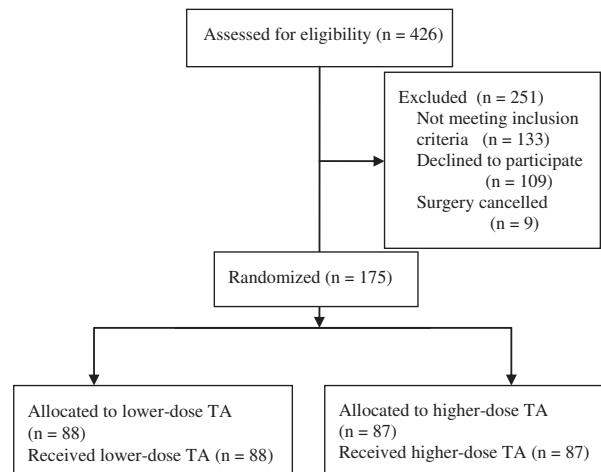 Assessed for eligibility (n = 426)
Excluded (n = 251)
Not meeting inclusion
criteria (n = 133)
Declined to participate
(n = 109)
Surgery cancelled
(n = 9)
Randomized (n = 175)
Allocated to lower-dose TA
(n = 88)
Received lower-dose TA (n = 88)
Allocated to higher-dose TA
(n = 87)
Received higher-dose TA (n = 87)